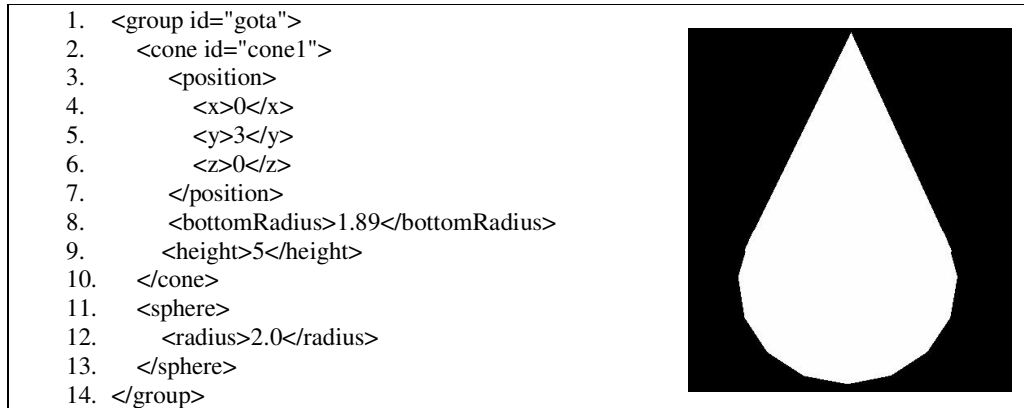 1. <group id="gota">
2. <cone id="cone1">
3. <position>
4. <x>0</x>
5. <y>3</y>
6. <z>0</z>
7. </position>
8. <bottomRadius>1.89</bottomRadius>
9. <height>5</height>
10. </cone>
11. <sphere>
12. <radius>2.0</radius>
13. </sphere>
14. </group>